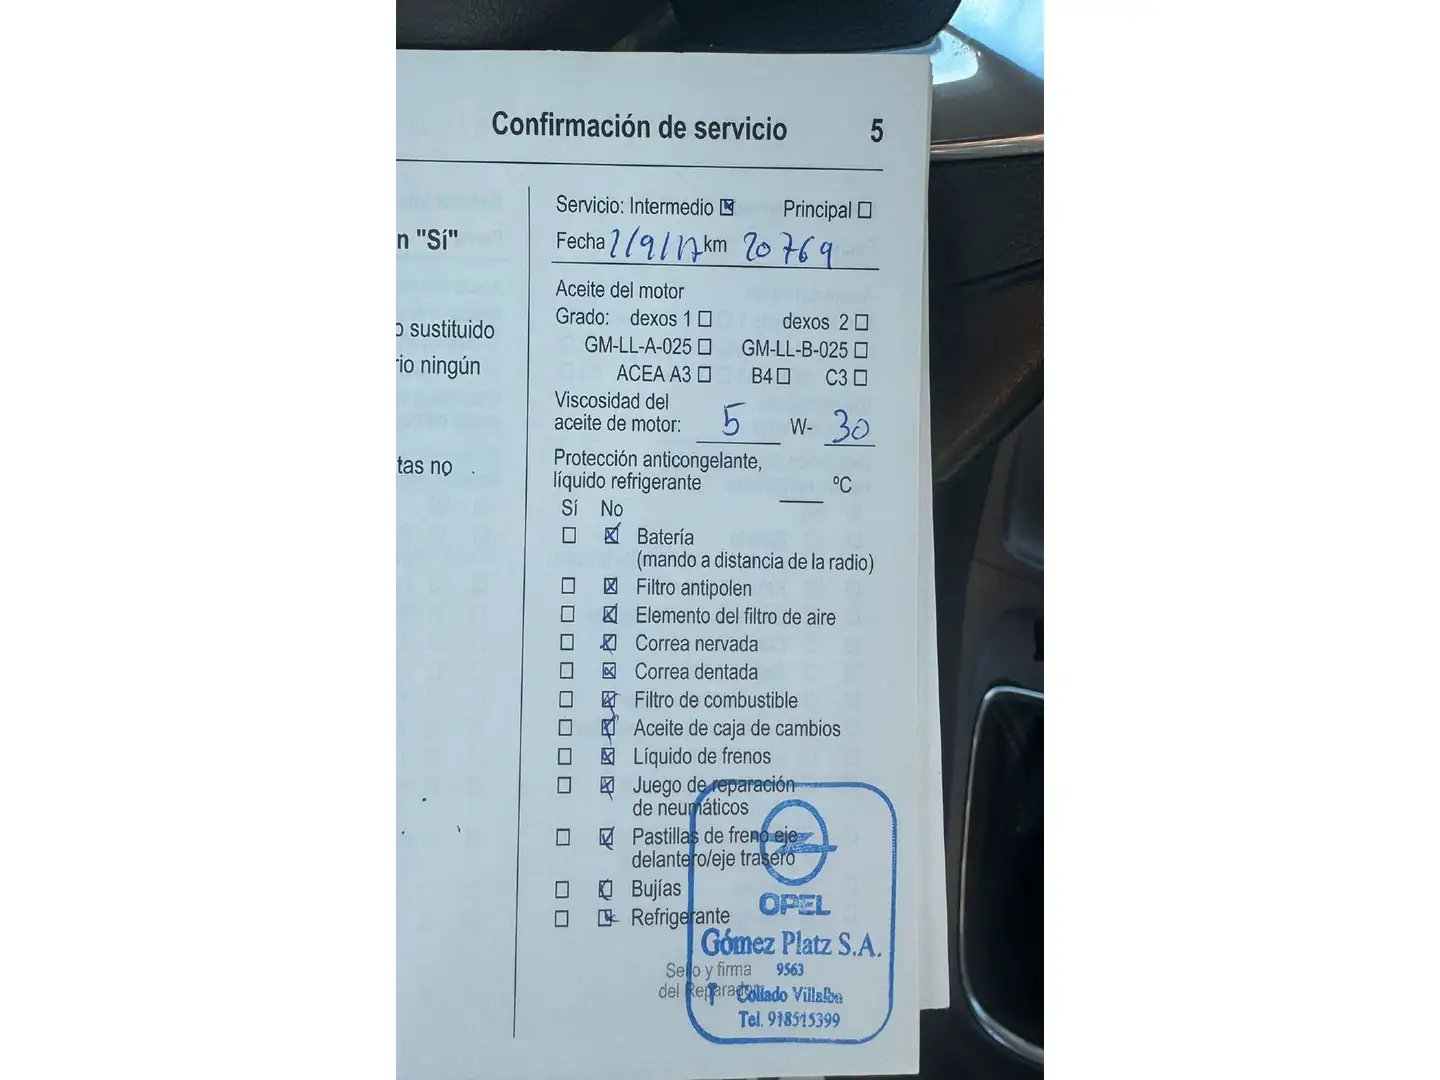 Confirmación de servicio 5
n "Sí"
o sustituido
rio ningún
tas no
Servicio: Intermedio Principal
Fecha 7/9/17 km 20769
Aceite del motor
Grado: dexos 1 dexos 2
GM-LL-A-025 GM-LL-B-025
ACEA A3 B4 C3
Viscosidad del
aceite de motor: 5 W- 30
Protección anticongelante,
líquido refrigerante ºC
Sí No
Batería
(mando a distancia de la radio)
Filtro antipolen
Elemento del filtro de aire
Correa nervada
Correa dentada
Filtro de combustible
Aceite de caja de cambios
Líquido de frenos
Juego de reparación
de neumáticos
Pastillas de freno eje
delantero/eje trasero
Bujías
Refrigerante
Sello y firma
del Reparador
OPEL
Gómez Platz S.A.
9563
Collado Villalba
Tel. 918515399